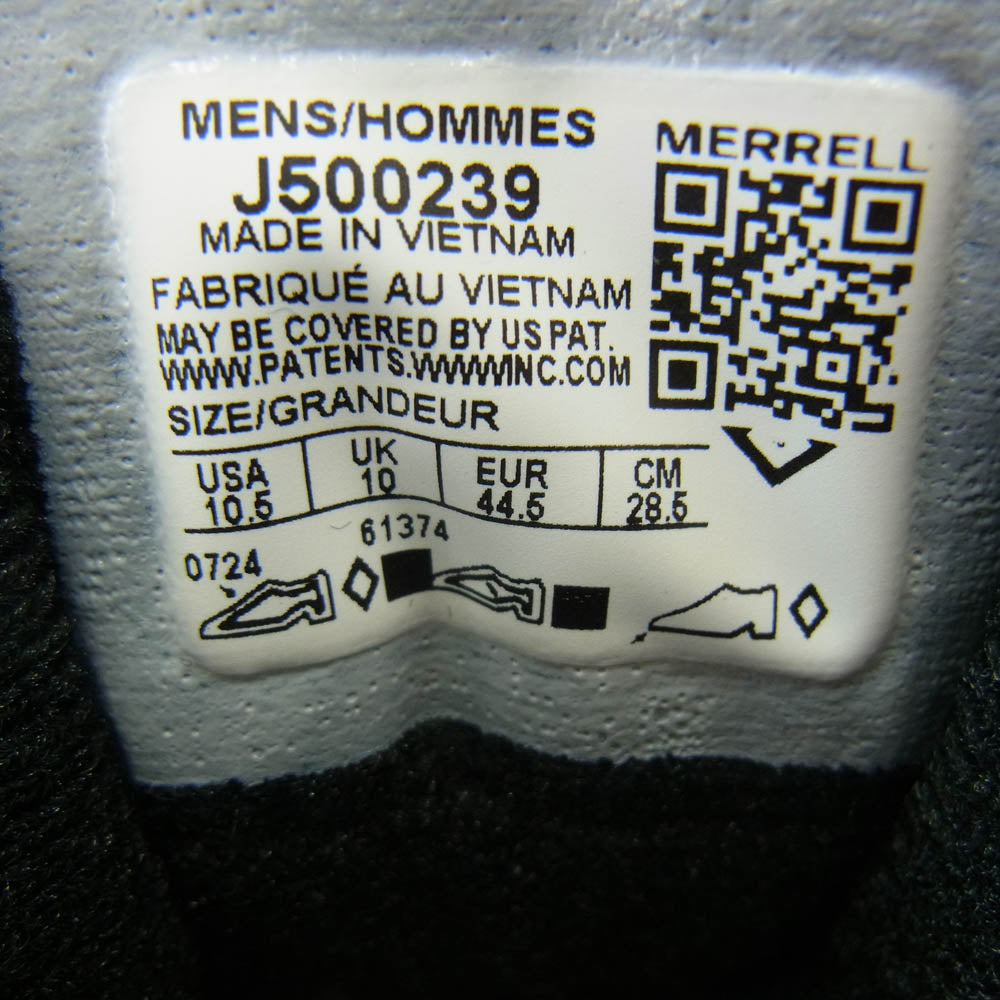 MENS/HOMMES
J500239
MADE IN VIETNAM
FABRIQUÉ AU VIETNAM
MAY BE COVERED BY US PAT.
WWW.PATENTS.WWWINC.COM
SIZE/GRANDEUR
USA UK EUR CM
10.5 10 44.5 28.5
61374
0724
MERRELL